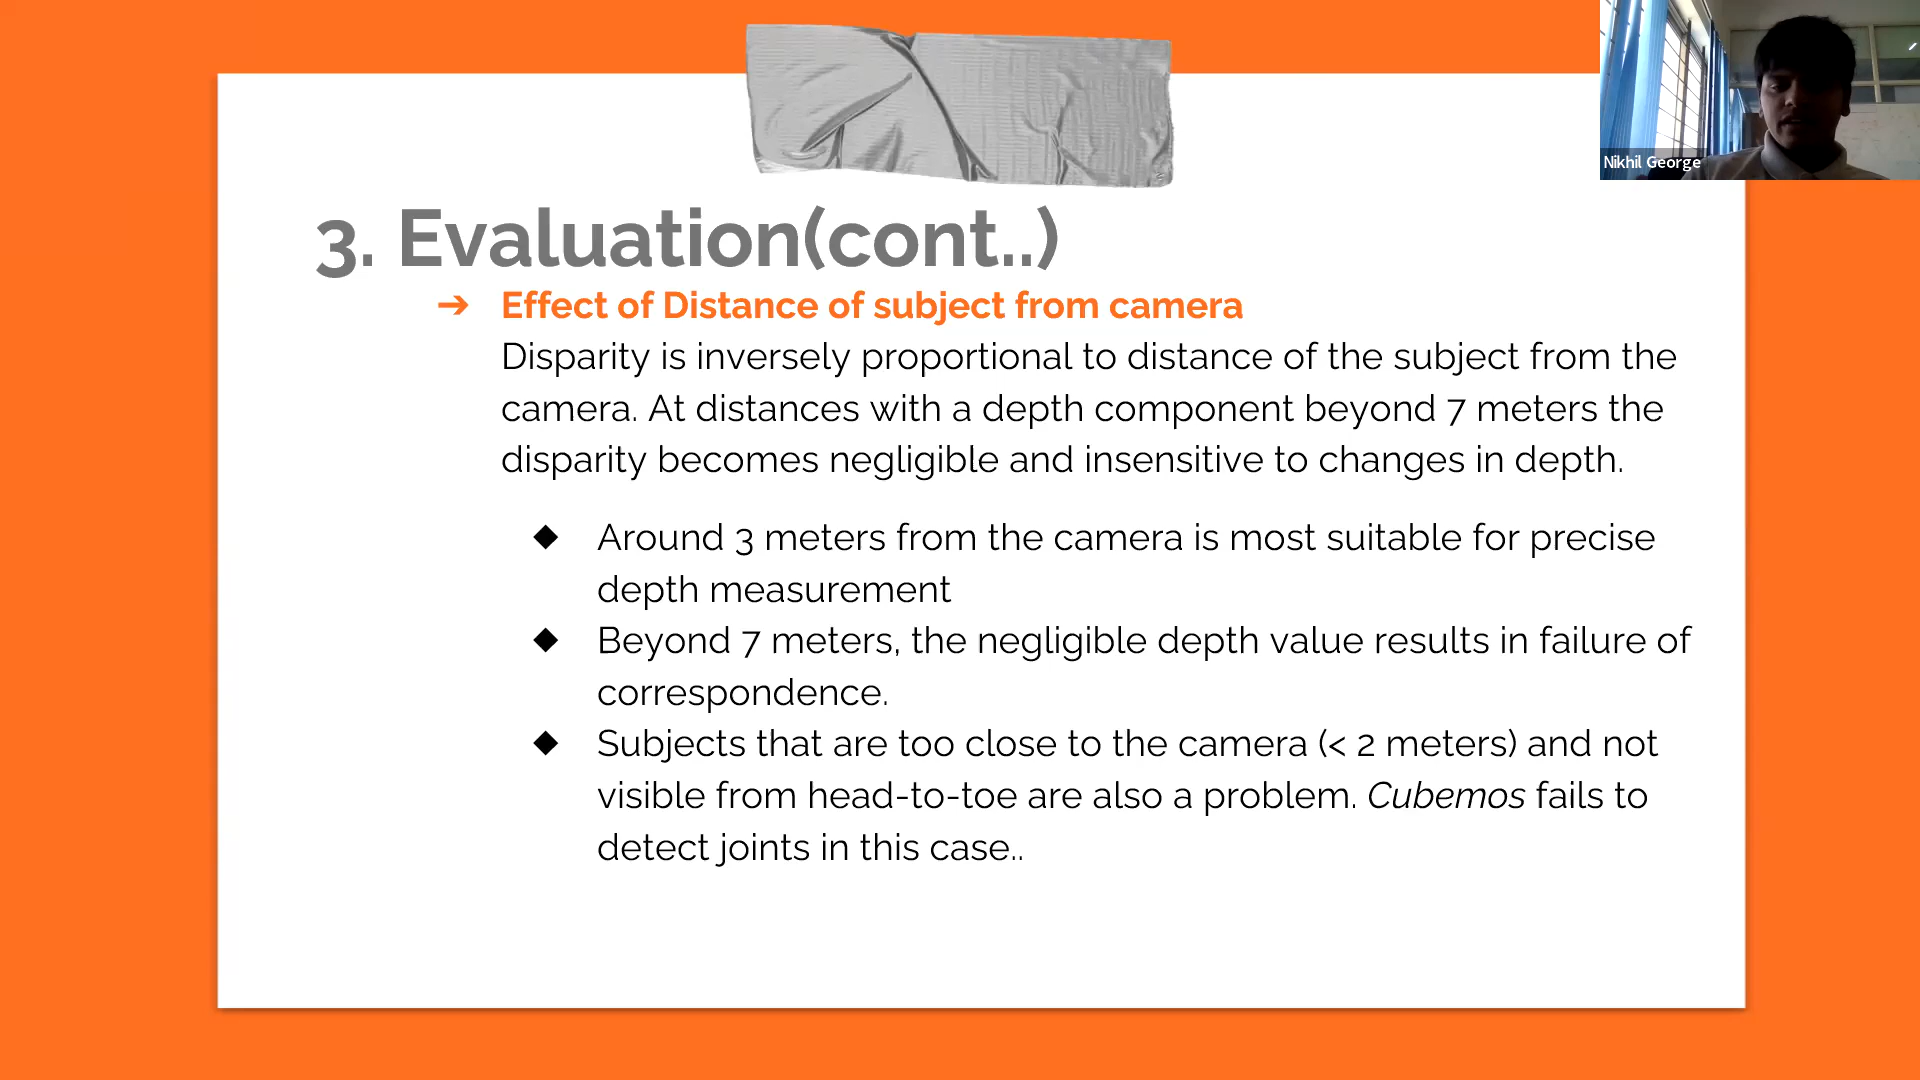 Nikhil George
3. Evaluation(cont..)
➔ Effect of Distance of subject from camera
Disparity is inversely proportional to distance of the subject from the
camera. At distances with a depth component beyond 7 meters the
disparity becomes negligible and insensitive to changes in depth.
◆ Around 3 meters from the camera is most suitable for precise
depth measurement
◆ Beyond 7 meters, the negligible depth value results in failure of
correspondence.
◆ Subjects that are too close to the camera (< 2 meters) and not
visible from head-to-toe are also a problem. Cubemos fails to
detect joints in this case..